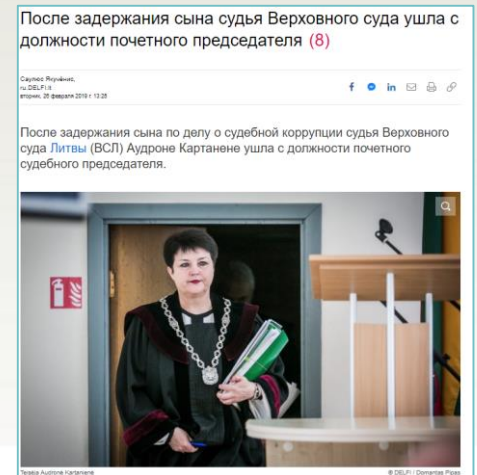 После задержания сына судья Верховного суда ушла с
должности почетного председателя (8)
Саулюс Якучёнис,
ru.DELFI.lt
вторник, 26 февраля 2019 г. 13:28
После задержания сына по делу о судебной коррупции судья Верховного
суда Литвы (ВСЛ) Аудроне Картанене ушла с должности почетного
судебного председателя.
Teisėja Audronė Kartanienė
© DELFI / Domantas Pipas